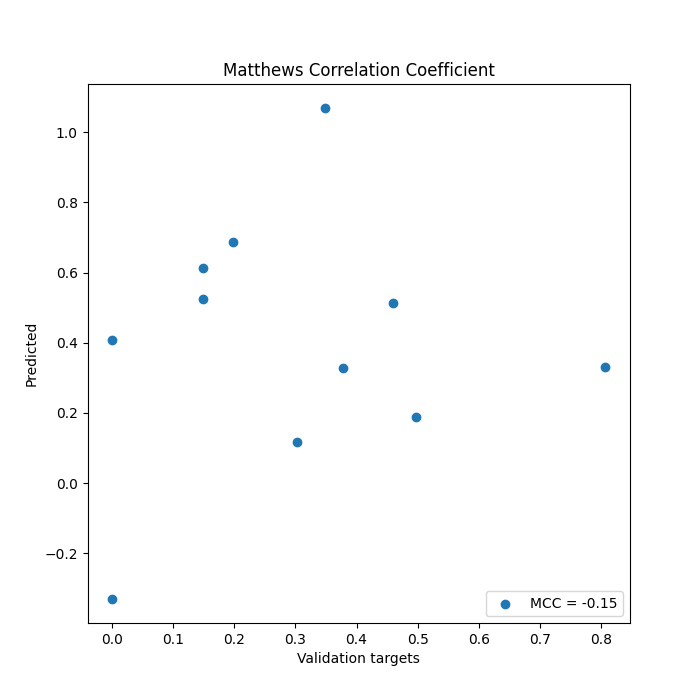 Matthews Correlation Coefficient
1.0
0.8
0.6
0.4
0.2
0.0
−0.2
Predicted
MCC = -0.15
0.0 0.1 0.2 0.3 0.4 0.5 0.6 0.7 0.8
Validation targets